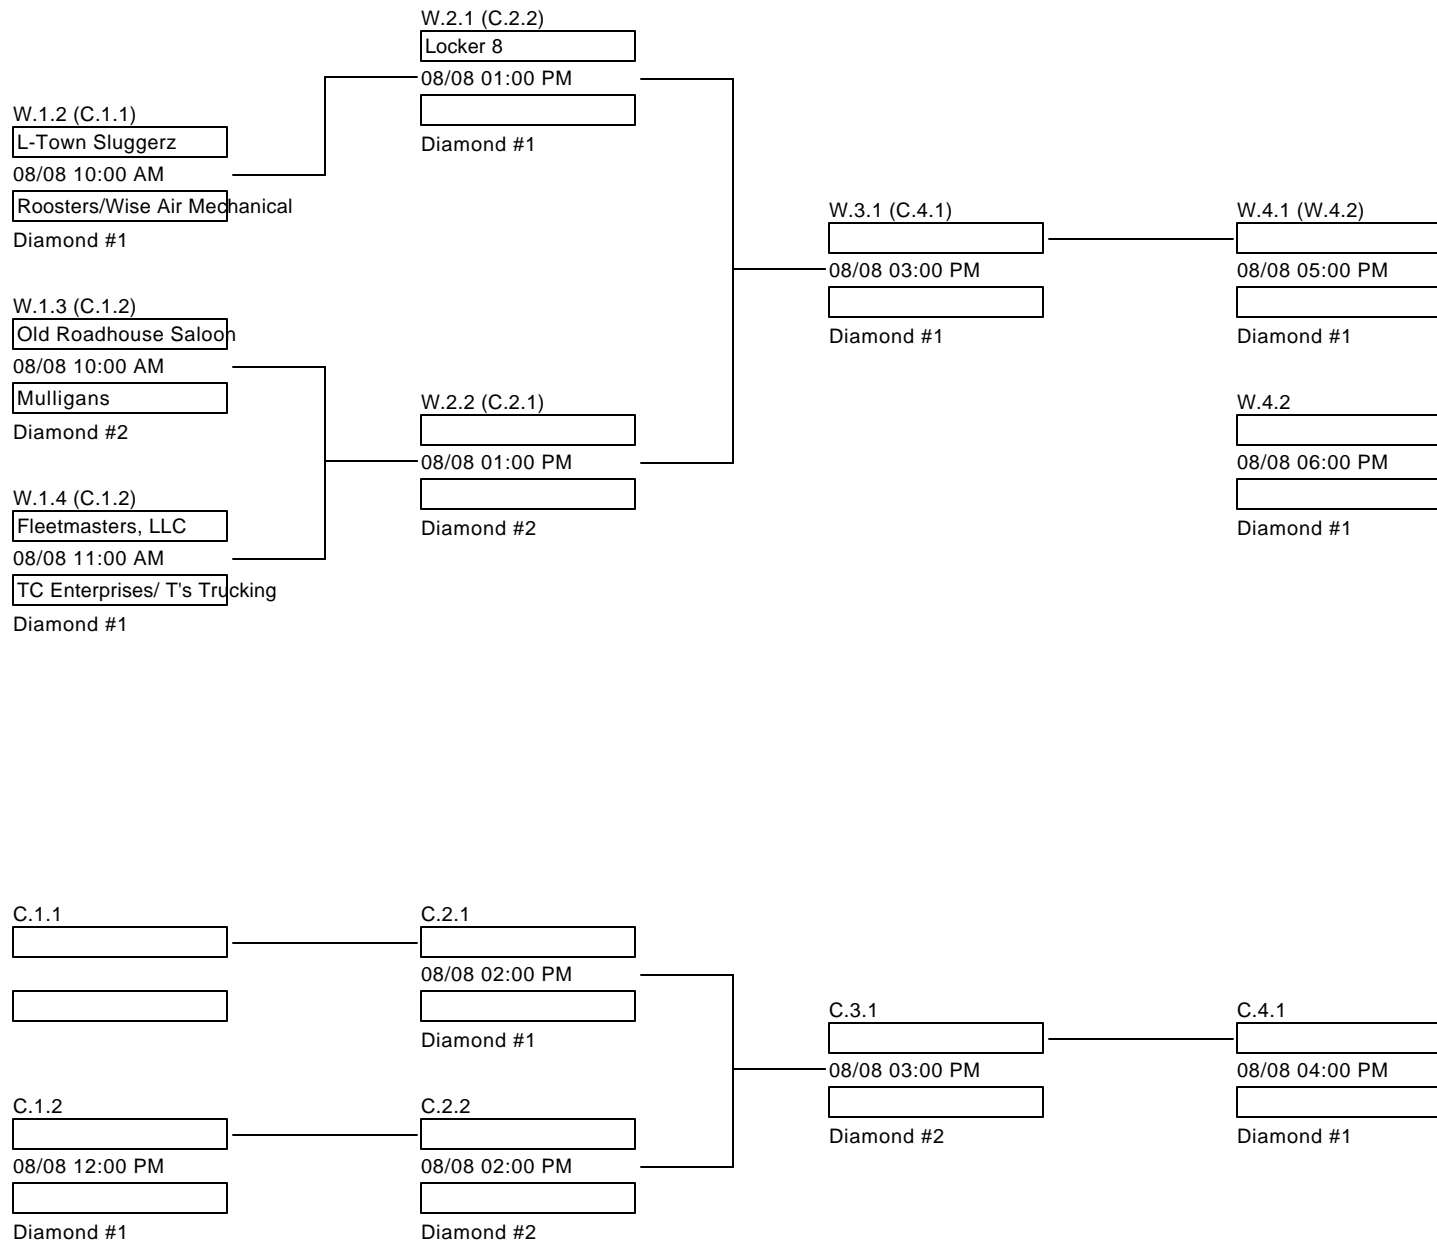 W.2.1 (C.2.2)
Locker 8
08/08 01:00 PM
Diamond #1
W.1.2 (C.1.1)
L-Town Sluggerz
08/08 10:00 AM
Roosters/Wise Air Mechanical
Diamond #1
W.1.3 (C.1.2)
Old Roadhouse Saloon
08/08 10:00 AM
Mulligans
Diamond #2
W.1.4 (C.1.2)
Fleetmasters, LLC
08/08 11:00 AM
TC Enterprises/ T's Trucking
Diamond #1
W.2.2 (C.2.1)
08/08 01:00 PM
Diamond #2
W.3.1 (C.4.1)
08/08 03:00 PM
Diamond #1
W.4.1 (W.4.2)
08/08 05:00 PM
Diamond #1
W.4.2
08/08 06:00 PM
Diamond #1
C.1.1
C.1.2
08/08 12:00 PM
Diamond #1
C.2.1
08/08 02:00 PM
Diamond #1
C.2.2
08/08 02:00 PM
Diamond #2
C.3.1
08/08 03:00 PM
Diamond #2
C.4.1
08/08 04:00 PM
Diamond #1